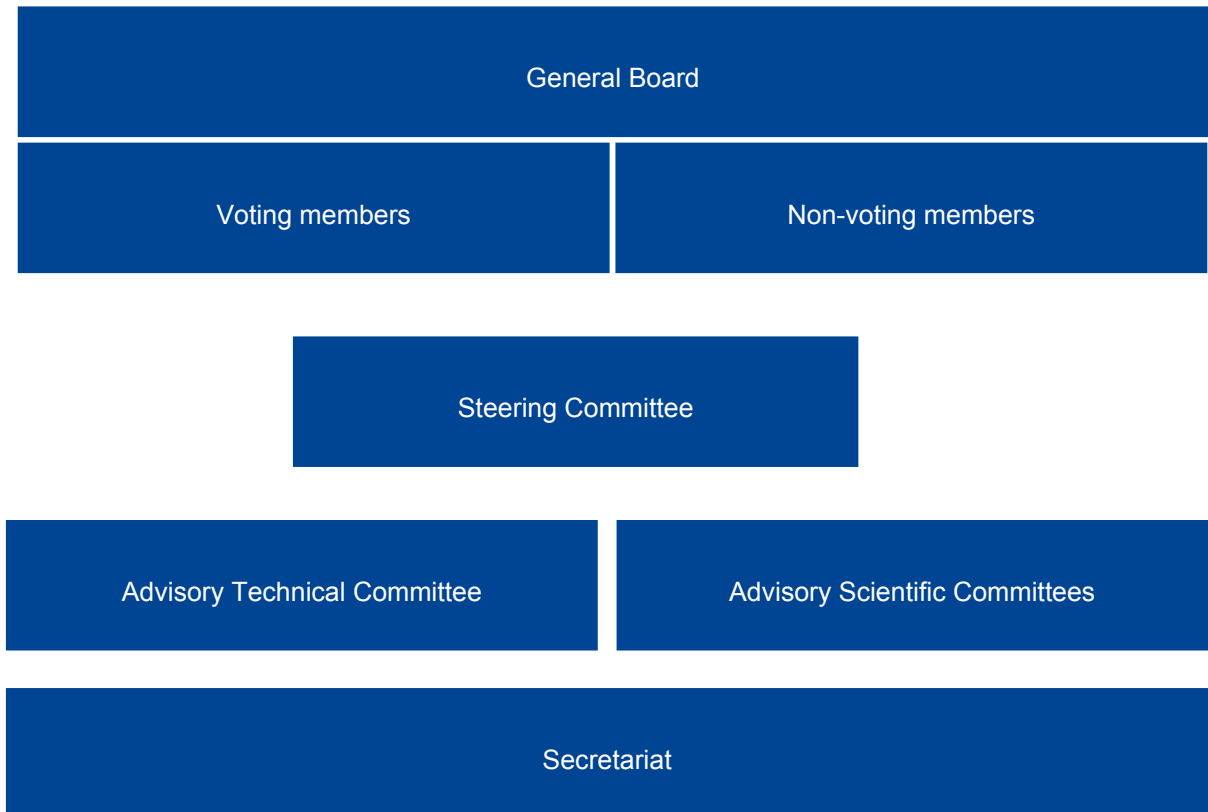 General Board
Voting members
Non-voting members
Steering Committee
Advisory Technical Committee
Advisory Scientific Committees
Secretariat